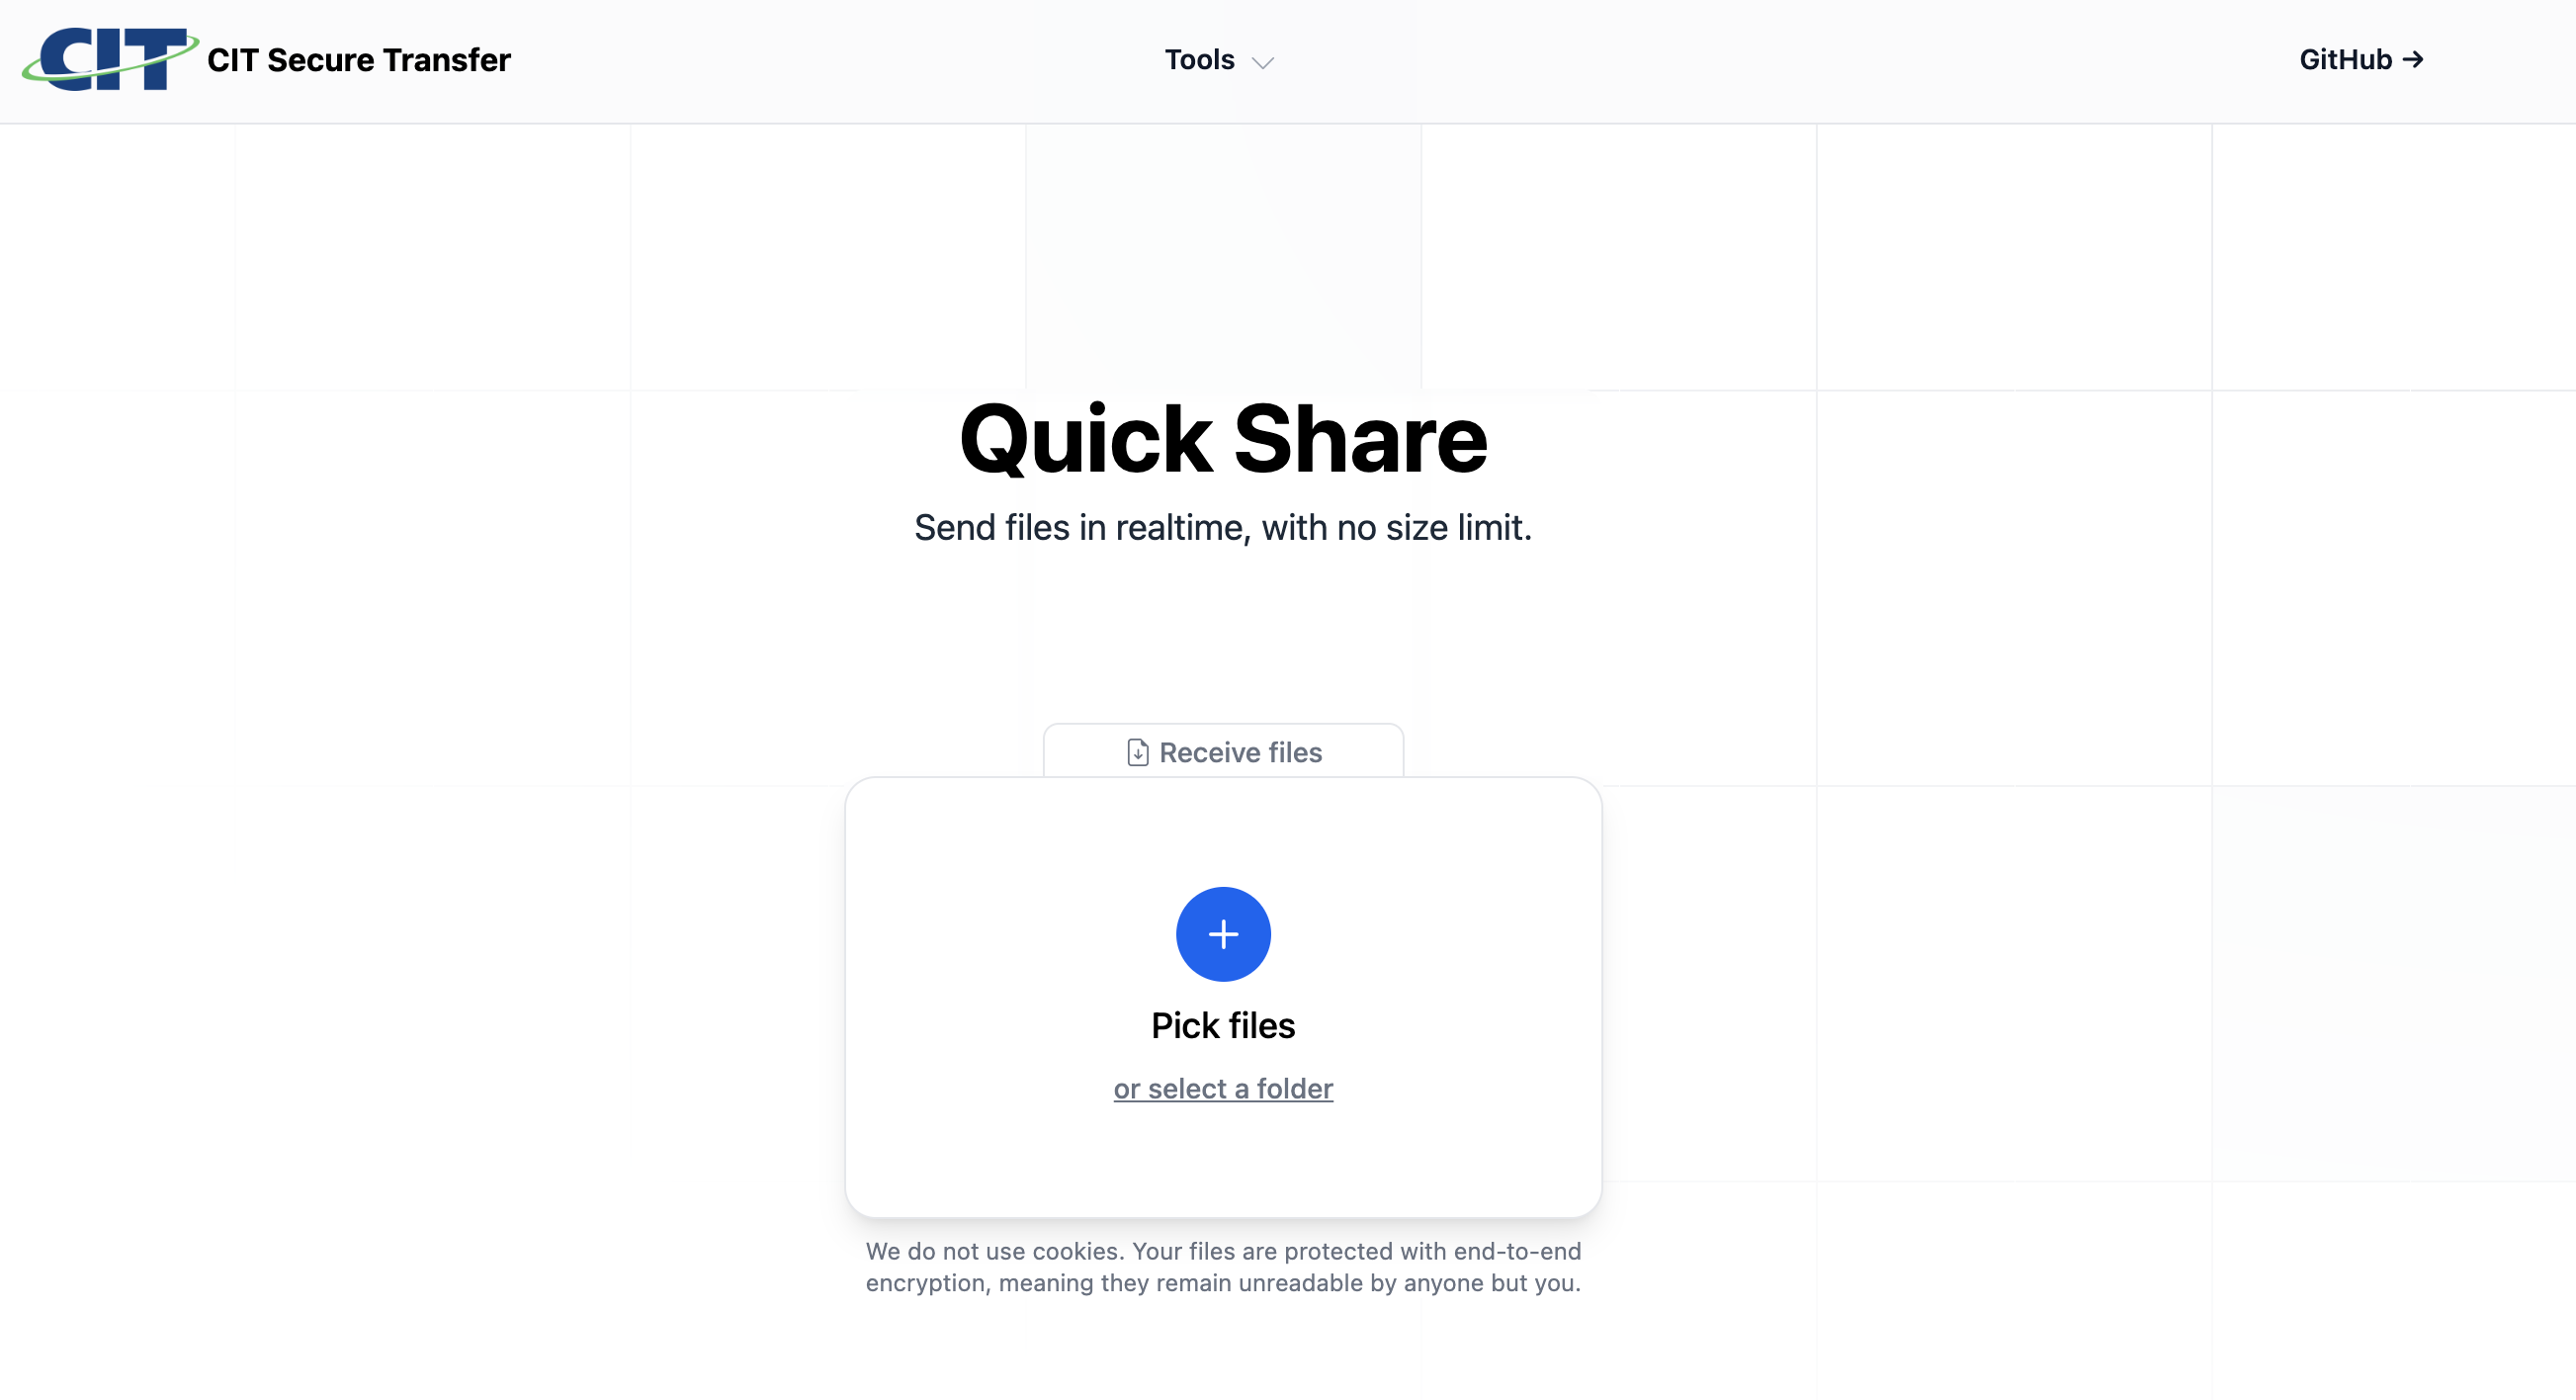 CIT CIT Secure Transfer
Tools
GitHub →
Quick Share
Send files in realtime, with no size limit.
Receive files
Pick files
or select a folder
We do not use cookies. Your files are protected with end-to-end
encryption, meaning they remain unreadable by anyone but you.